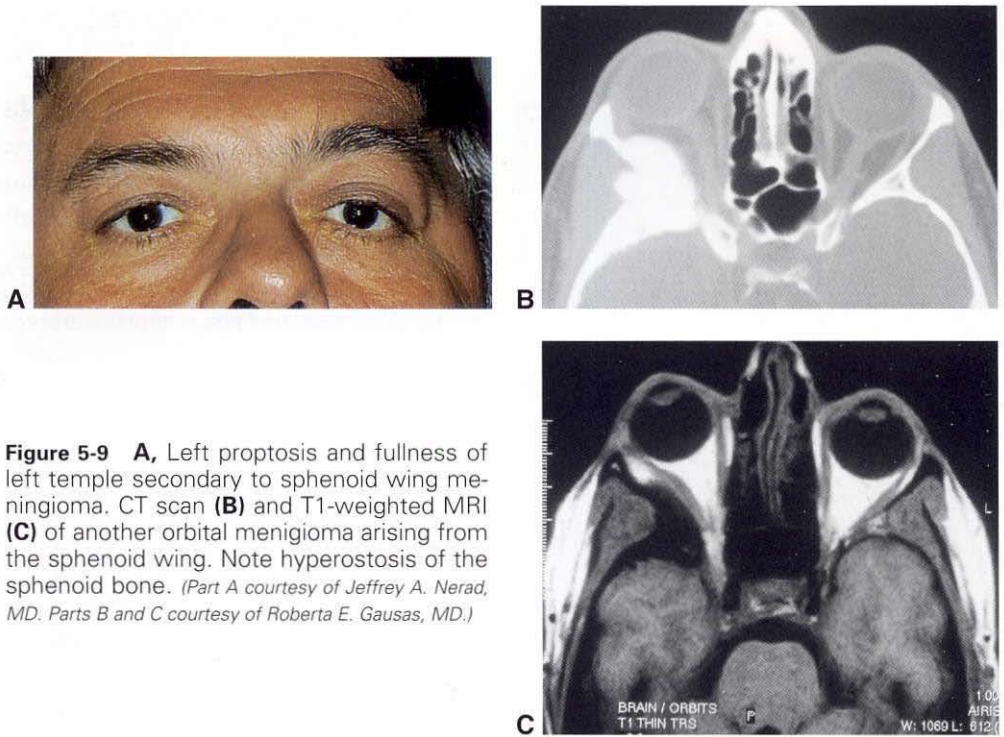 A
B
Figure 5-9 A, Left proptosis and fullness of
left temple secondary to sphenoid wing me-
ningioma. CT scan (B) and T1-weighted MRI
(C) of another orbital menigioma arising from
the sphenoid wing. Note hyperostosis of the
sphenoid bone. (Part A courtesy of Jeffrey A. Nerad,
MD. Parts B and C courtesy of Roberta E. Gausas, MD.)
L
BRAIN / ORBITS
T1 THIN TRS
P
1.00
AIRIS
W: 1069 L: 612
C